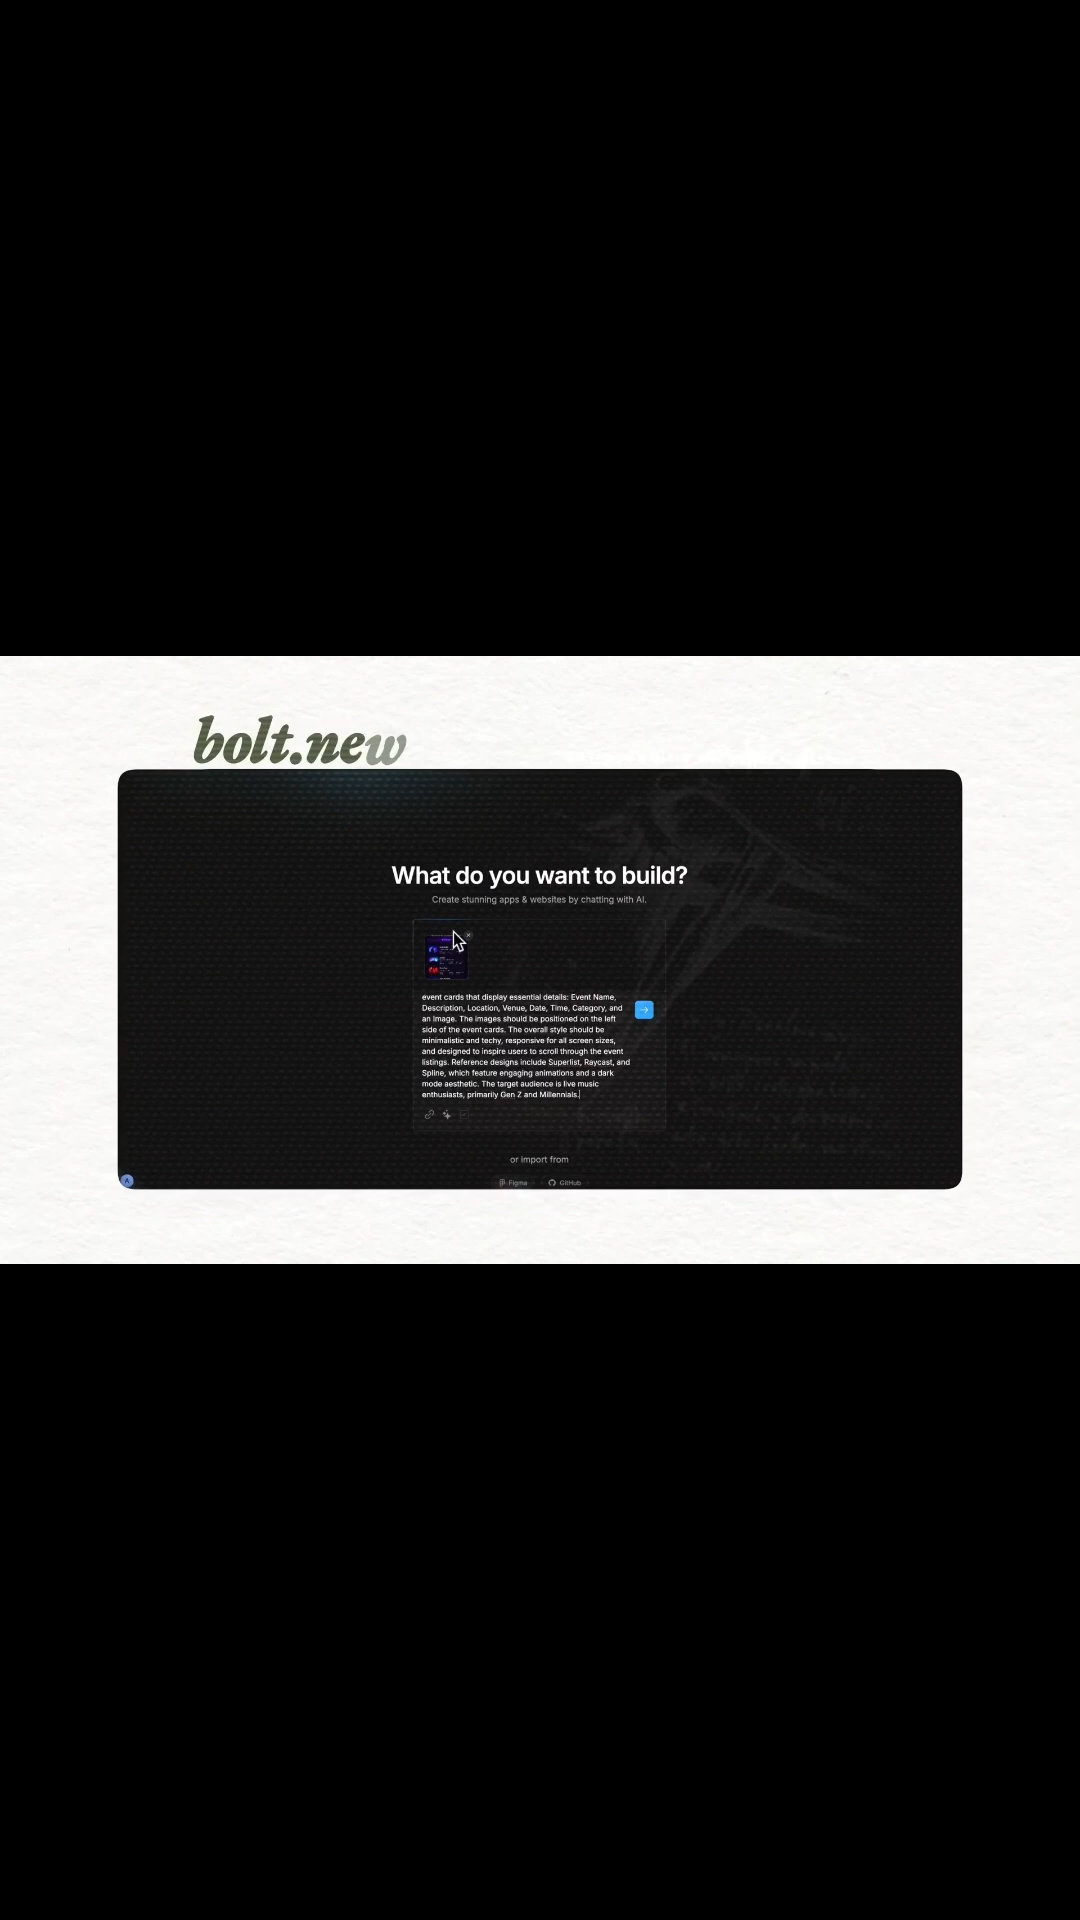 bolt.new
What do you want to build?
Create stunning apps & websites by chatting with AI.
event cards that display essential details: Event Name,
Description, Location, Venue, Date, Time, Category, and
an Image. The images should be positioned on the left
side of the event cards. The overall style should be
minimalistic and techy, responsive for all screen sizes,
and designed to inspire users to scroll through the event
listings. Reference designs include Superlist, Raycast, and
Spline, which feature engaging animations and a dark
mode aesthetic. The target audience is live music
enthusiasts, primarily Gen Z and Millennials.
or import from
Figma
GitHub